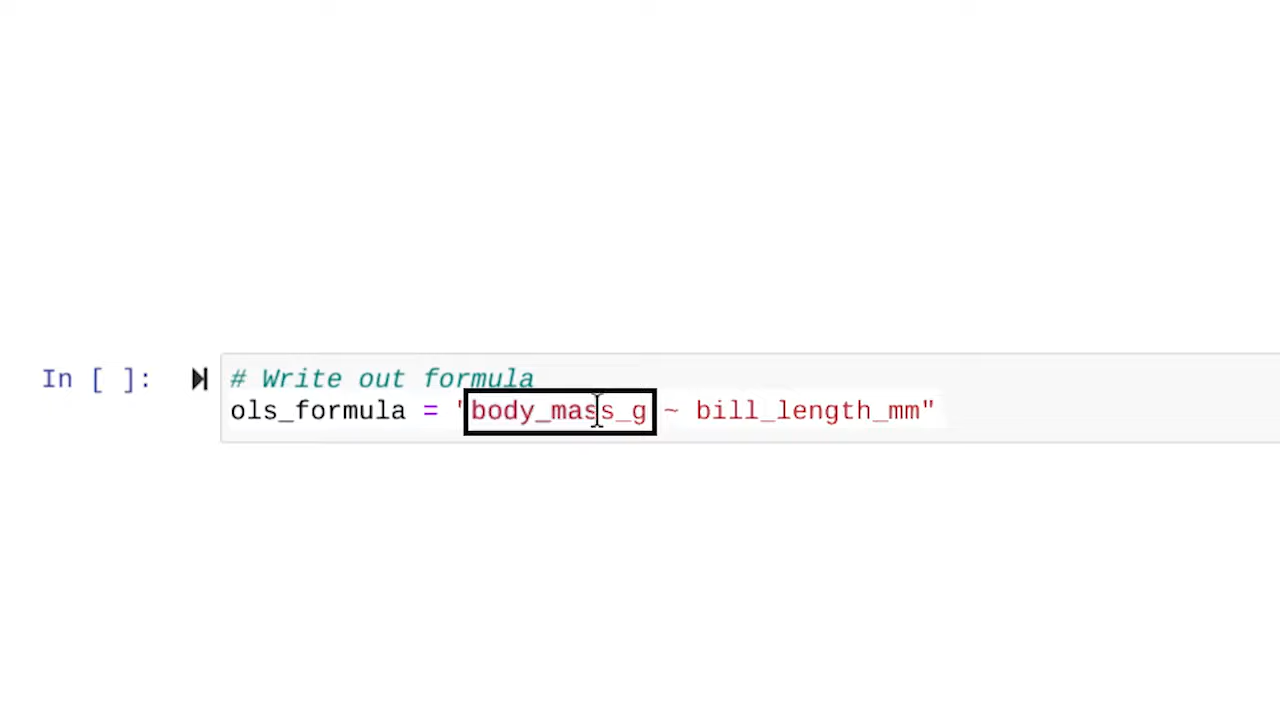 In [ ]:
# Write out formula
ols_formula = "body_mass_g ~ bill_length_mm"